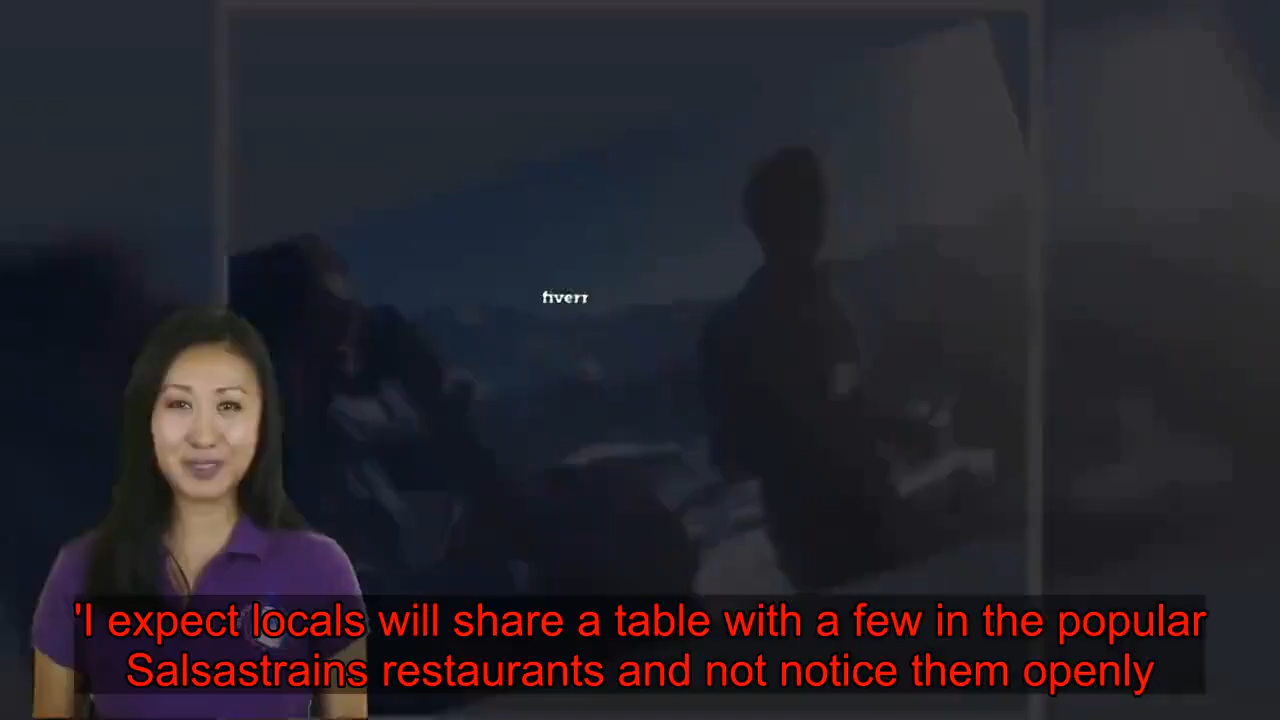 fiverr
'I expect locals will share a table with a few in the popular
Salsastrains restaurants and not notice them openly